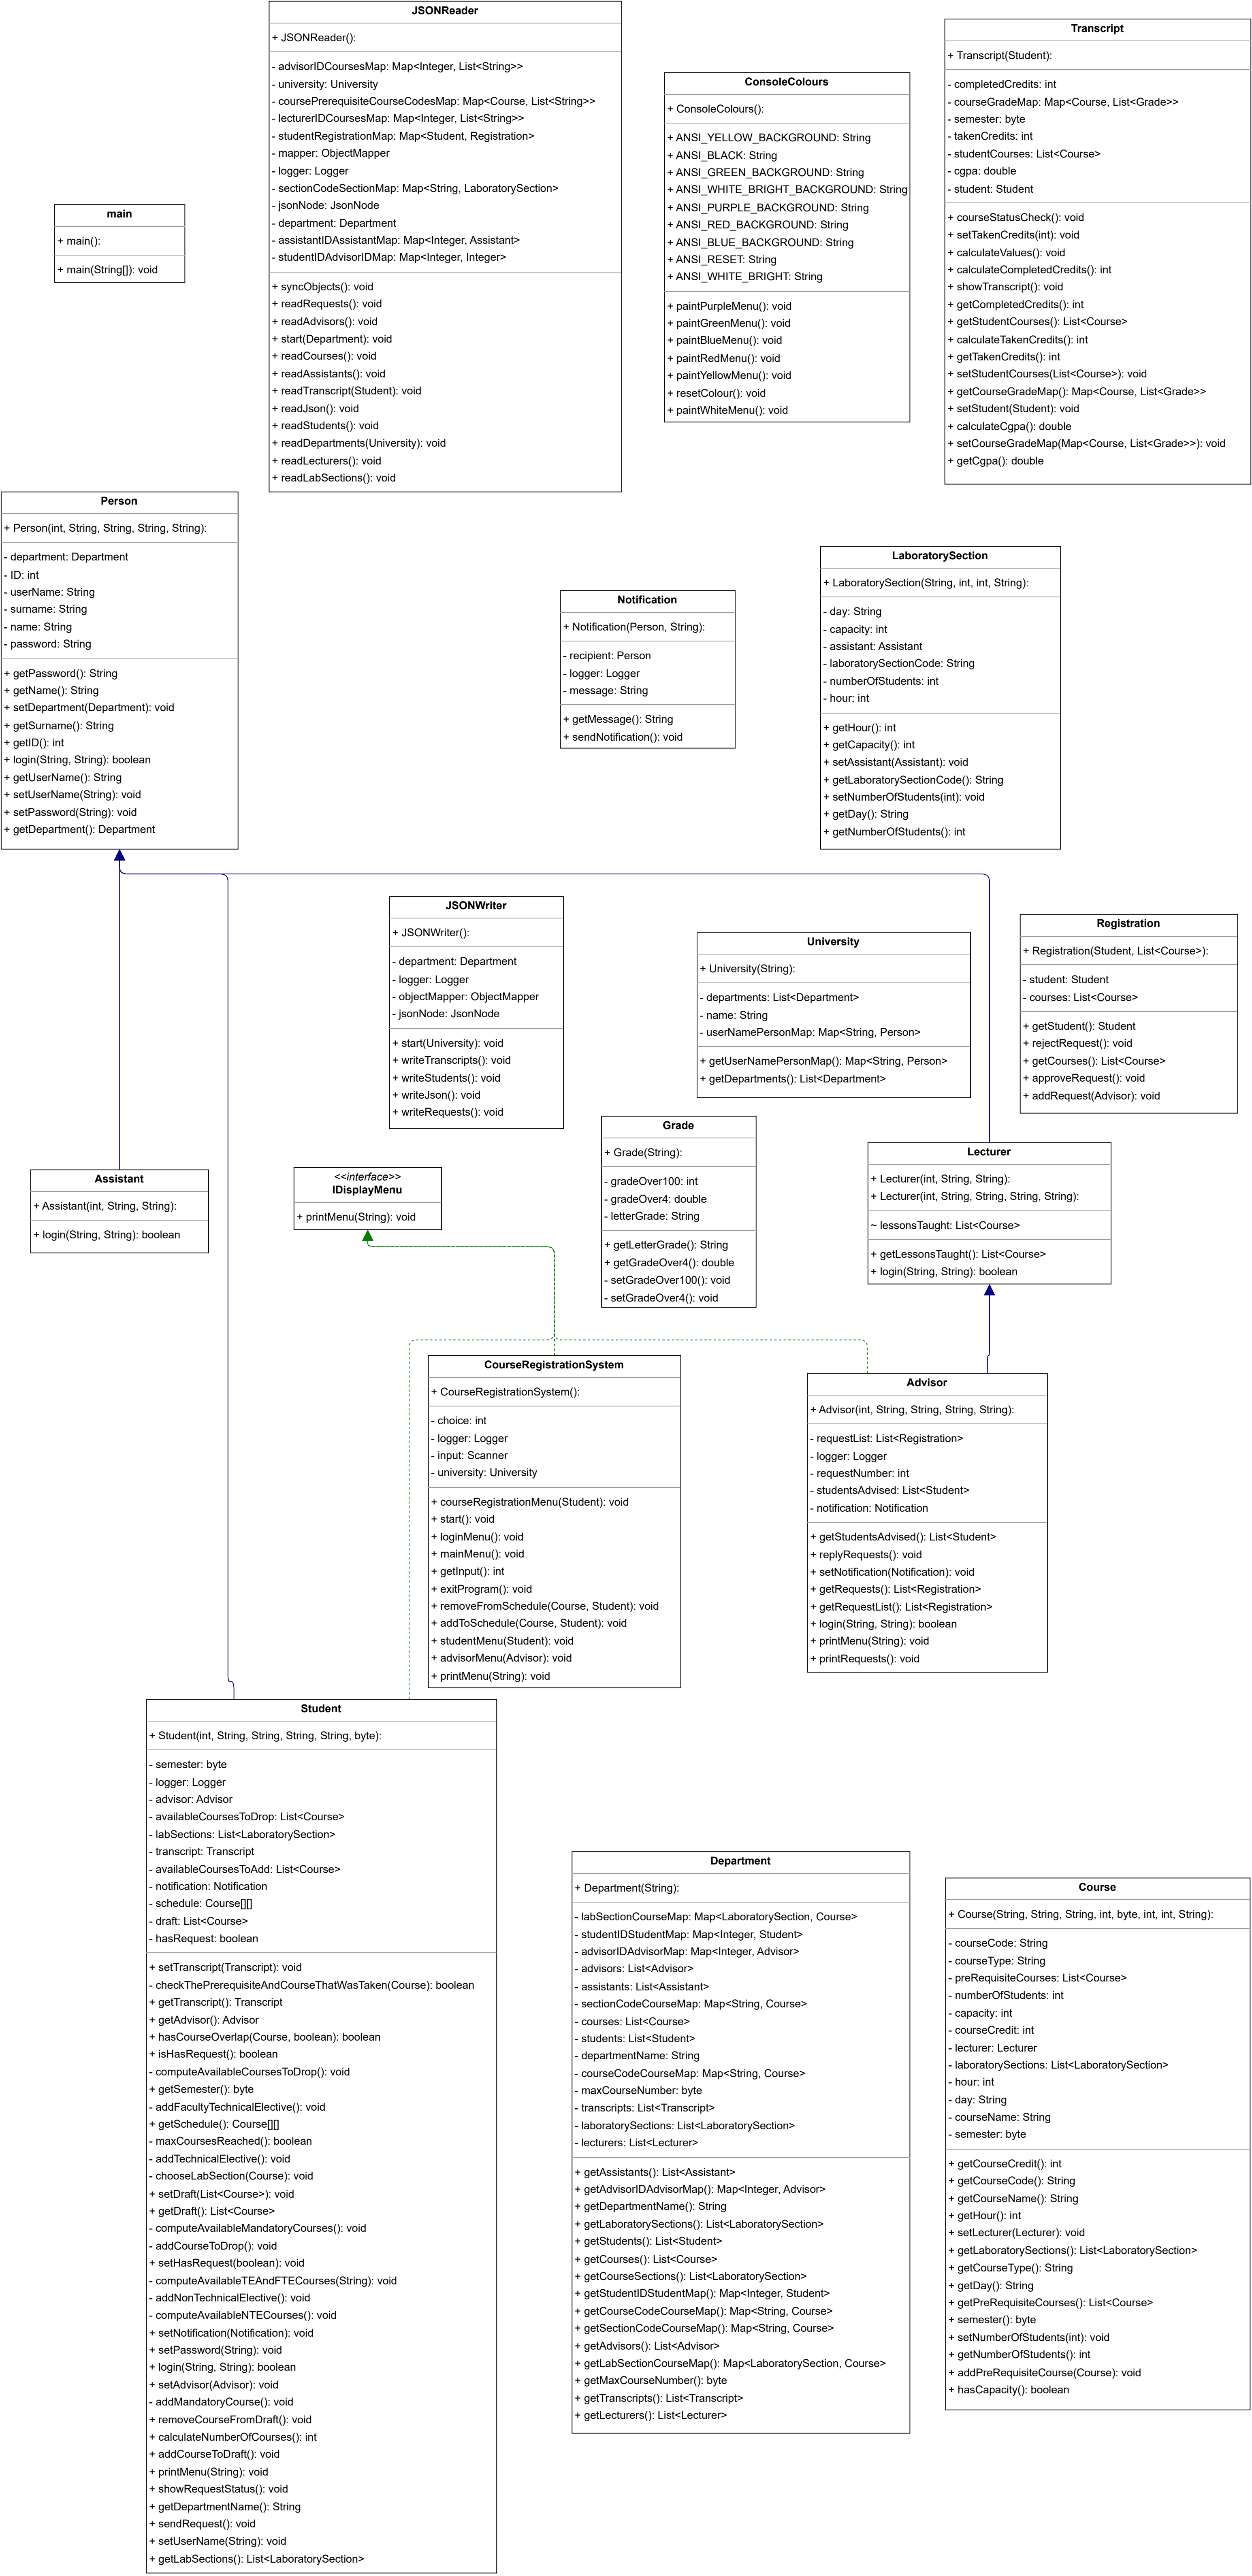 JSONReader
+ JSONReader():
- advisorIDCoursesMap: Map<Integer, List<String>>
- university: University
- coursePrerequisiteCourseCodesMap: Map<Course, List<String>>
- lecturerIDCoursesMap: Map<Integer, List<String>>
- studentRegistrationMap: Map<Student, Registration>
- mapper: ObjectMapper
- logger: Logger
- sectionCodeSectionMap: Map<String, LaboratorySection>
- jsonNode: JsonNode
- department: Department
- assistantIDAssistantMap: Map<Integer, Assistant>
- studentIDAdvisorIDMap: Map<Integer, Integer>
+ syncObjects(): void
+ readRequests(): void
+ readAdvisors(): void
+ start(Department): void
+ readCourses(): void
+ readAssistants(): void
+ readTranscript(Student): void
+ readJson(): void
+ readStudents(): void
+ readDepartments(University): void
+ readLecturers(): void
+ readLabSections(): void
Transcript
+ Transcript(Student):
- completedCredits: int
- courseGradeMap: Map<Course, List<Grade>>
- semester: byte
- takenCredits: int
- studentCourses: List<Course>
- cgpa: double
- student: Student
+ courseStatusCheck(): void
+ setTakenCredits(int): void
+ calculateValues(): void
+ calculateCompletedCredits(): int
+ showTranscript(): void
+ getCompletedCredits(): int
+ getStudentCourses(): List<Course>
+ calculateTakenCredits(): int
+ getTakenCredits(): int
+ setStudentCourses(List<Course>): void
+ getCourseGradeMap(): Map<Course, List<Grade>>
+ setStudent(Student): void
+ calculateCgpa(): double
+ setCourseGradeMap(Map<Course, List<Grade>>): void
+ getCgpa(): double
ConsoleColours
+ ConsoleColours():
+ ANSI_YELLOW_BACKGROUND: String
+ ANSI_BLACK: String
+ ANSI_GREEN_BACKGROUND: String
+ ANSI_WHITE_BRIGHT_BACKGROUND: String
+ ANSI_PURPLE_BACKGROUND: String
+ ANSI_RED_BACKGROUND: String
+ ANSI_BLUE_BACKGROUND: String
+ ANSI_RESET: String
+ ANSI_WHITE_BRIGHT: String
+ paintPurpleMenu(): void
+ paintGreenMenu(): void
+ paintBlueMenu(): void
+ paintRedMenu(): void
+ paintYellowMenu(): void
+ resetColour(): void
+ paintWhiteMenu(): void
main
+ main():
+ main(String[]): void
Person
+ Person(int, String, String, String, String):
- department: Department
- ID: int
- userName: String
- surname: String
- name: String
- password: String
+ getPassword(): String
+ getName(): String
+ setDepartment(Department): void
+ getSurname(): String
+ getID(): int
+ login(String, String): boolean
+ getUserName(): String
+ setUserName(String): void
+ setPassword(String): void
+ getDepartment(): Department
LaboratorySection
+ LaboratorySection(String, int, int, String):
- day: String
- capacity: int
- assistant: Assistant
- laboratorySectionCode: String
- numberOfStudents: int
- hour: int
+ getHour(): int
+ getCapacity(): int
+ setAssistant(Assistant): void
+ getLaboratorySectionCode(): String
+ setNumberOfStudents(int): void
+ getDay(): String
+ getNumberOfStudents(): int
Notification
+ Notification(Person, String):
- recipient: Person
- logger: Logger
- message: String
+ getMessage(): String
+ sendNotification(): void
JSONWriter
+ JSONWriter():
- department: Department
- logger: Logger
- objectMapper: ObjectMapper
- jsonNode: JsonNode
+ start(University): void
+ writeTranscripts(): void
+ writeStudents(): void
+ writeJson(): void
+ writeRequests(): void
University
+ University(String):
- departments: List<Department>
- name: String
- userNamePersonMap: Map<String, Person>
+ getUserNamePersonMap(): Map<String, Person>
+ getDepartments(): List<Department>
Registration
+ Registration(Student, List<Course>):
- student: Student
- courses: List<Course>
+ getStudent(): Student
+ rejectRequest(): void
+ getCourses(): List<Course>
+ approveRequest(): void
+ addRequest(Advisor): void
Assistant
+ Assistant(int, String, String):
+ login(String, String): boolean
<<interface>>
IDisplayMenu
+ printMenu(String): void
Grade
+ Grade(String):
- gradeOver100: int
- gradeOver4: double
- letterGrade: String
+ getLetterGrade(): String
+ getGradeOver4(): double
- setGradeOver100(): void
- setGradeOver4(): void
Lecturer
+ Lecturer(int, String, String):
+ Lecturer(int, String, String, String, String):
~ lessonsTaught: List<Course>
+ getLessonsTaught(): List<Course>
+ login(String, String): boolean
CourseRegistrationSystem
+ CourseRegistrationSystem():
- choice: int
- logger: Logger
- input: Scanner
- university: University
+ courseRegistrationMenu(Student): void
+ start(): void
+ loginMenu(): void
+ mainMenu(): void
+ getInput(): int
+ exitProgram(): void
+ removeFromSchedule(Course, Student): void
+ addToSchedule(Course, Student): void
+ studentMenu(Student): void
+ advisorMenu(Advisor): void
+ printMenu(String): void
Advisor
+ Advisor(int, String, String, String, String):
- requestList: List<Registration>
- logger: Logger
- requestNumber: int
- studentsAdvised: List<Student>
- notification: Notification
+ getStudentsAdvised(): List<Student>
+ replyRequests(): void
+ setNotification(Notification): void
+ getRequests(): List<Registration>
+ getRequestList(): List<Registration>
+ login(String, String): boolean
+ printMenu(String): void
+ printRequests(): void
Student
+ Student(int, String, String, String, String, byte):
- semester: byte
- logger: Logger
- advisor: Advisor
- availableCoursesToDrop: List<Course>
- labSections: List<LaboratorySection>
- transcript: Transcript
- availableCoursesToAdd: List<Course>
- notification: Notification
- schedule: Course[][]
- draft: List<Course>
- hasRequest: boolean
+ setTranscript(Transcript): void
- checkThePrerequisiteAndCourseThatWasTaken(Course): boolean
+ getTranscript(): Transcript
+ getAdvisor(): Advisor
+ hasCourseOverlap(Course, boolean): boolean
+ isHasRequest(): boolean
- computeAvailableCoursesToDrop(): void
+ getSemester(): byte
- addFacultyTechnicalElective(): void
+ getSchedule(): Course[][]
- maxCoursesReached(): boolean
- addTechnicalElective(): void
- chooseLabSection(Course): void
+ setDraft(List<Course>): void
+ getDraft(): List<Course>
- computeAvailableMandatoryCourses(): void
- addCourseToDrop(): void
+ setHasRequest(boolean): void
- computeAvailableTEAndFTECourses(String): void
- addNonTechnicalElective(): void
- computeAvailableNTECourses(): void
+ setNotification(Notification): void
+ setPassword(String): void
+ login(String, String): boolean
+ setAdvisor(Advisor): void
- addMandatoryCourse(): void
+ removeCourseFromDraft(): void
+ calculateNumberOfCourses(): int
+ addCourseToDraft(): void
+ printMenu(String): void
+ showRequestStatus(): void
+ getDepartmentName(): String
+ sendRequest(): void
+ setUserName(String): void
+ getLabSections(): List<LaboratorySection>
Department
+ Department(String):
- labSectionCourseMap: Map<LaboratorySection, Course>
- studentIDStudentMap: Map<Integer, Student>
- advisorIDAdvisorMap: Map<Integer, Advisor>
- advisors: List<Advisor>
- assistants: List<Assistant>
- sectionCodeCourseMap: Map<String, Course>
- courses: List<Course>
- students: List<Student>
- departmentName: String
- courseCodeCourseMap: Map<String, Course>
- maxCourseNumber: byte
- transcripts: List<Transcript>
- laboratorySections: List<LaboratorySection>
- lecturers: List<Lecturer>
+ getAssistants(): List<Assistant>
+ getAdvisorIDAdvisorMap(): Map<Integer, Advisor>
+ getDepartmentName(): String
+ getLaboratorySections(): List<LaboratorySection>
+ getStudents(): List<Student>
+ getCourses(): List<Course>
+ getCourseSections(): List<LaboratorySection>
+ getStudentIDStudentMap(): Map<Integer, Student>
+ getCourseCodeCourseMap(): Map<String, Course>
+ getSectionCodeCourseMap(): Map<String, Course>
+ getAdvisors(): List<Advisor>
+ getLabSectionCourseMap(): Map<LaboratorySection, Course>
+ getMaxCourseNumber(): byte
+ getTranscripts(): List<Transcript>
+ getLecturers(): List<Lecturer>
Course
+ Course(String, String, String, int, byte, int, int, String):
- courseCode: String
- courseType: String
- preRequisiteCourses: List<Course>
- numberOfStudents: int
- capacity: int
- courseCredit: int
- lecturer: Lecturer
- laboratorySections: List<LaboratorySection>
- hour: int
- day: String
- courseName: String
- semester: byte
+ getCourseCredit(): int
+ getCourseCode(): String
+ getCourseName(): String
+ getHour(): int
+ setLecturer(Lecturer): void
+ getLaboratorySections(): List<LaboratorySection>
+ getCourseType(): String
+ getDay(): String
+ getPreRequisiteCourses(): List<Course>
+ semester(): byte
+ setNumberOfStudents(int): void
+ getNumberOfStudents(): int
+ addPreRequisiteCourse(Course): void
+ hasCapacity(): boolean